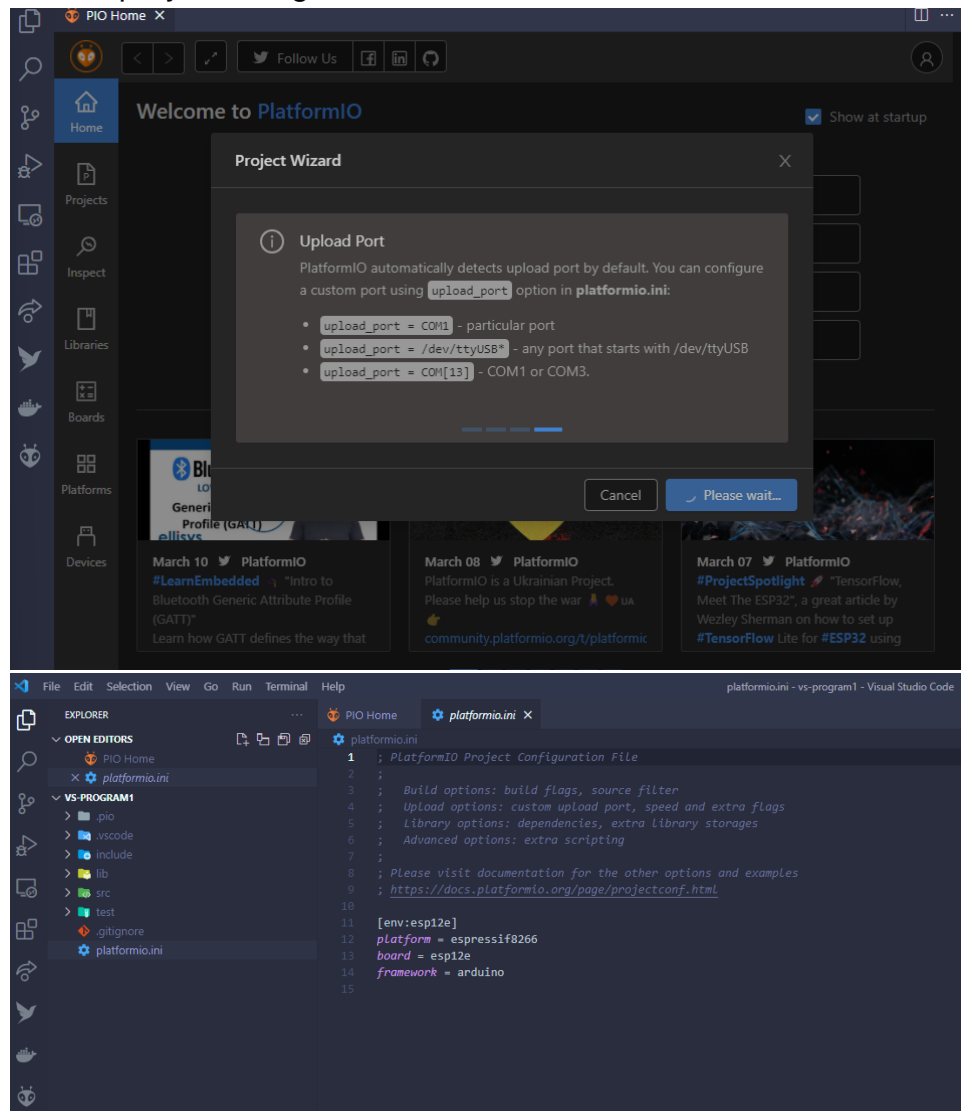 PIO Home
Follow Us
Home
Welcome to PlatformIO
Show at startup
Projects
Inspect
Libraries
Boards
Platforms
Devices
Project Wizard
Upload Port
PlatformIO automatically detects upload port by default. You can configure
a custom port using upload_port option in platformio.ini:
upload_port = COM1 - particular port
upload_port = /dev/ttyUSB* - any port that starts with /dev/ttyUSB
upload_port = COM[13] - COM1 or COM3.
Cancel
Please wait...
Generi
Profile (GATT)
ellisys
March 10 PlatformIO
#LearnEmbedded "Intro to
Bluetooth Generic Attribute Profile
(GATT)"
Learn how GATT defines the way that
March 08 PlatformIO
PlatformIO is a Ukrainian Project.
Please help us stop the war UA
community.platformio.org/t/platformic
March 07 PlatformIO
#ProjectSpotlight "TensorFlow,
Meet The ESP32", a great article by
Wezley Sherman on how to set up
#TensorFlow Lite for #ESP32 using
File Edit Selection View Go Run Terminal Help
platformio.ini - vs-program1 - Visual Studio Code
EXPLORER
OPEN EDITORS
PIO Home
platformio.ini
VS-PROGRAM1
.pio
.vscode
include
lib
src
test
.gitignore
platformio.ini
PIO Home
platformio.ini
platformio.ini
1 ; PlatformIO Project Configuration File
2 ;
3 ; Build options: build flags, source filter
4 ; Upload options: custom upload port, speed and extra flags
5 ; Library options: dependencies, extra library storages
6 ; Advanced options: extra scripting
7 ;
8 ; Please visit documentation for the other options and examples
9 ; https://docs.platformio.org/page/projectconf.html
10
11 [env:esp12e]
12 platform = espressif8266
13 board = esp12e
14 framework = arduino
15